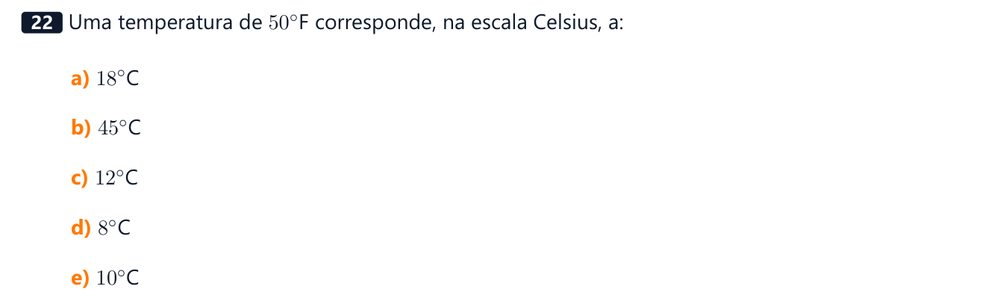 22 Uma temperatura de 50°F corresponde, na escala Celsius, a:
a) 18°C
b) 45°C
c) 12°C
d) 8°C
e) 10°C